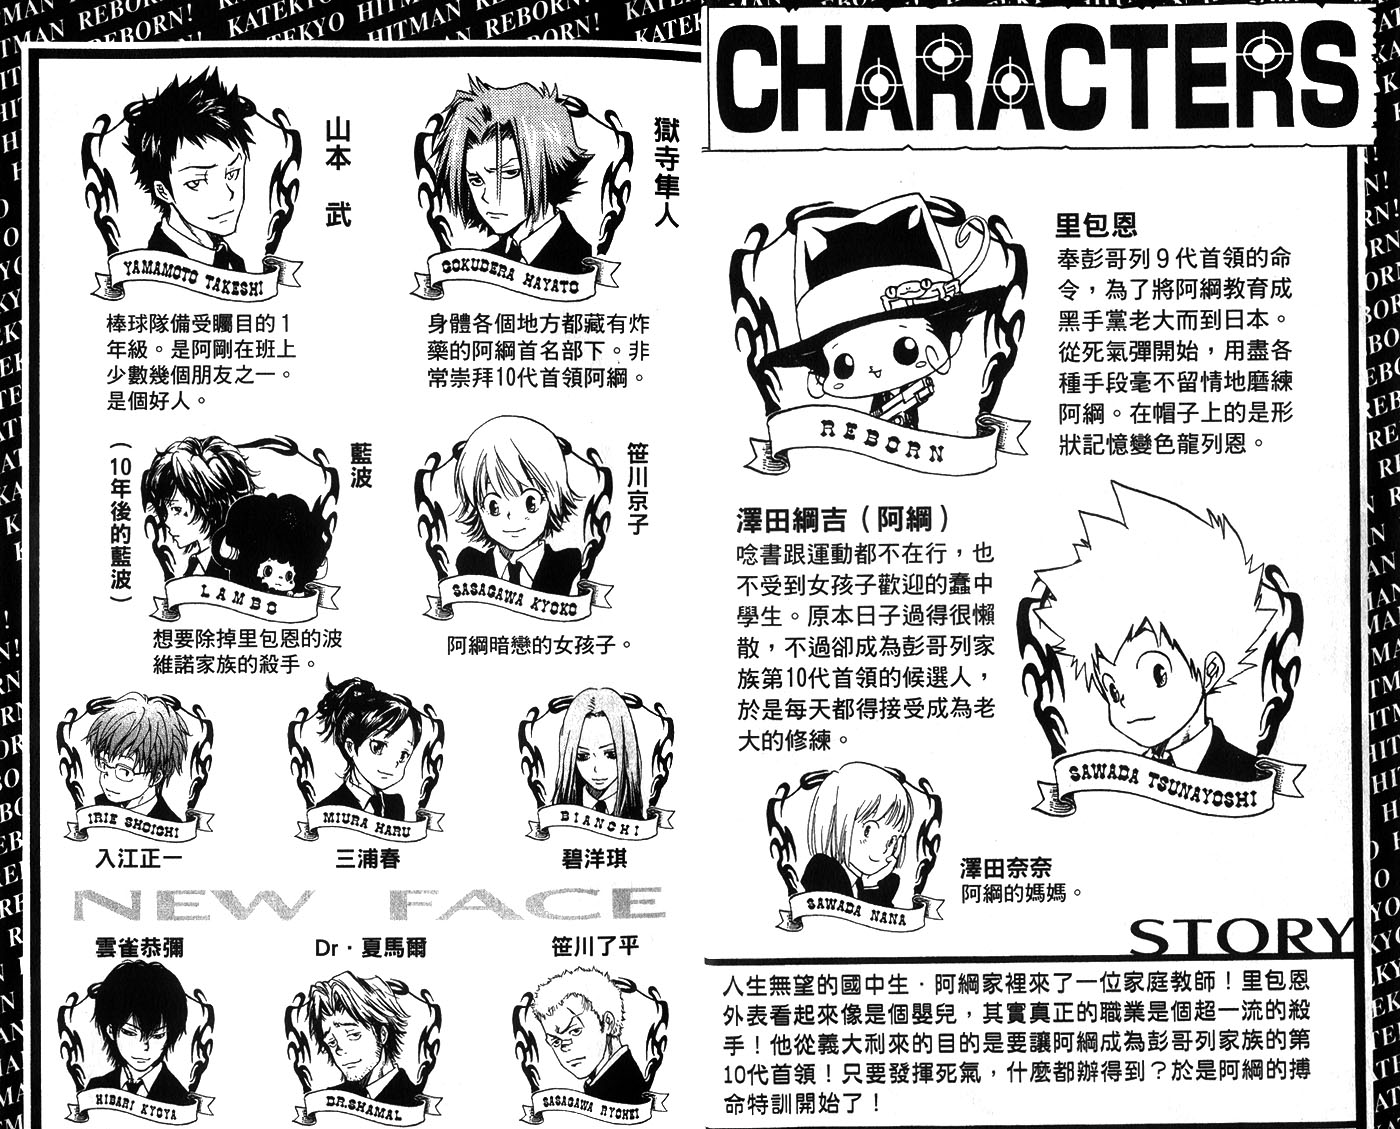 CHARACTERS
里包恩
奉彭哥列９代首領的命
令，為了將阿綱教育成
黑手黨老大而到日本。
從死氣彈開始，用盡各
種手段毫不留情地磨練
阿綱。在帽子上的是形
狀記憶變色龍列恩。
REBORN
澤田綱吉（阿綱）
唸書跟運動都不在行，也
不受到女孩子歡迎的蠢中
學生。原本日子過得很懶
散，不過卻成為彭哥列家
族第10代首領的候選人，
於是每天都得接受成為老
大的修練。
SAWADA TSUNAYOSHI
澤田奈奈
阿綱的媽媽。
SAWADA NANA
STORY
人生無望的國中生．阿綱家裡來了一位家庭教師！里包恩
外表看起來像是個嬰兒，其實真正的職業是個超一流的殺
手！他從義大利來的目的是要讓阿綱成為彭哥列家族的第
10代首領！只要發揮死氣，什麼都辦得到？於是阿綱的搏
命特訓開始了！
獄寺隼人
GOKUDERA HAYATO
身體各個地方都藏有炸
藥的阿綱首名部下。非
常崇拜10代首領阿綱。
山本 武
YAMAMOTO TAKESHI
棒球隊備受矚目的１
年級。是阿剛在班上
少數幾個朋友之一。
是個好人。
笹川京子
SASAGAWA KYOKO
阿綱暗戀的女孩子。
藍波
（10年後的藍波）
LAMBO
想要除掉里包恩的波
維諾家族的殺手。
BIANCHI
碧洋琪
MIURA HARU
三浦春
IRIE SHOICHI
入江正一
NEW FACE
笹川了平
SASAGAWA RYOHEI
Dr．夏馬爾
DR.SHAMAL
雲雀恭彌
HIBARI KYOYA
KATEKYO HITMAN REBORN!